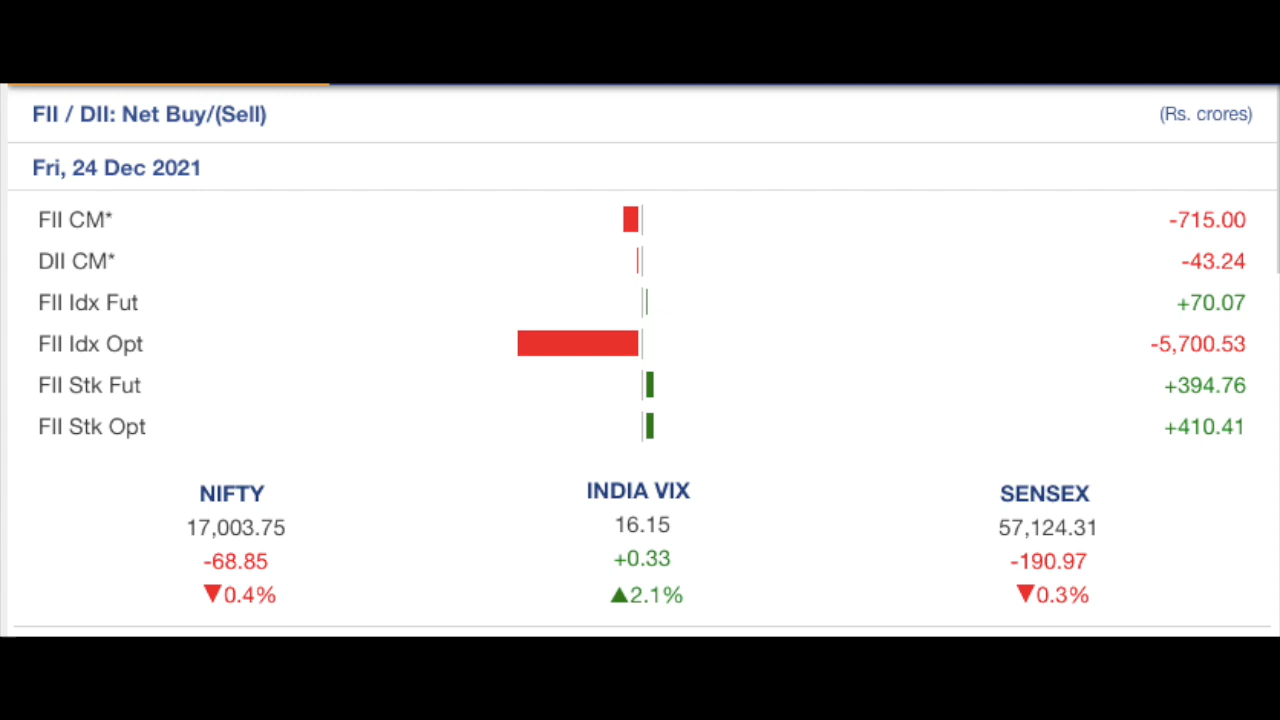 FII / DII: Net Buy/(Sell) (Rs. crores)
Fri, 24 Dec 2021
FII CM* -715.00
DII CM* -43.24
FII Idx Fut +70.07
FII Idx Opt -5,700.53
FII Stk Fut +394.76
FII Stk Opt +410.41
NIFTY INDIA VIX SENSEX
17,003.75 16.15 57,124.31
-68.85 +0.33 -190.97
▼0.4% ▲2.1% ▼0.3%